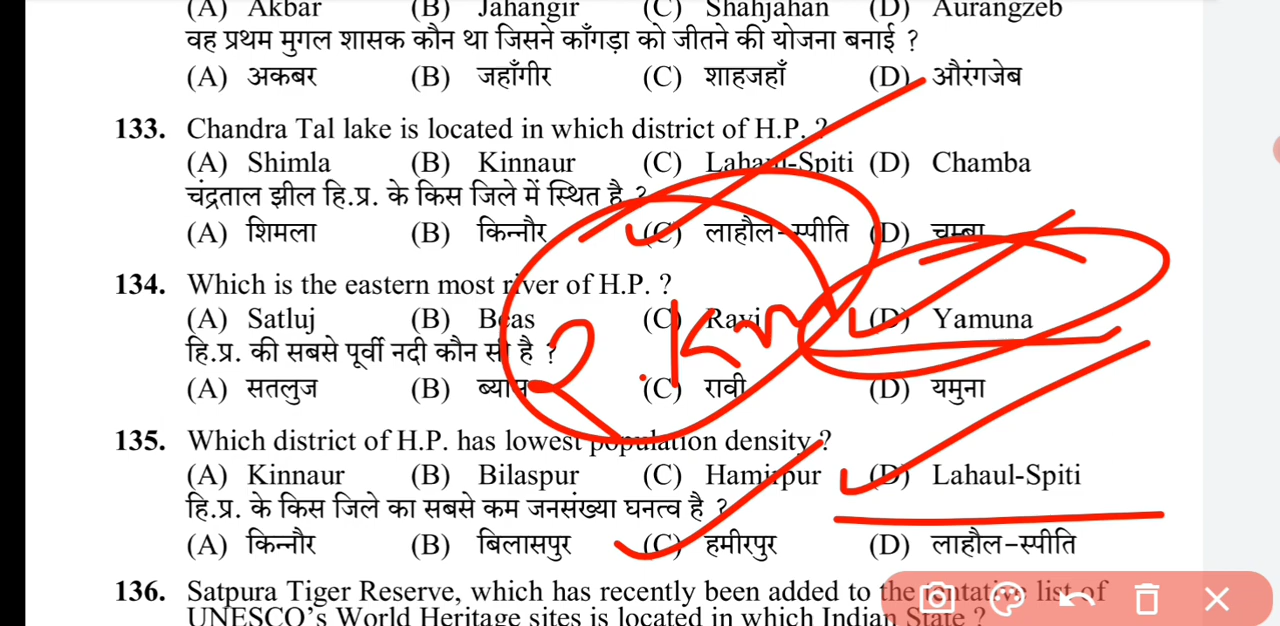 (A) Akbar (B) Jahangir (C) Shahjahan (D) Aurangzeb
वह प्रथम मुगल शासक कौन था जिसने काँगड़ा को जीतने की योजना बनाई ?
(A) अकबर (B) जहाँगीर (C) शाहजहाँ (D) औरंगजेब
133. Chandra Tal lake is located in which district of H.P. ?
(A) Shimla (B) Kinnaur (C) Lahaul-Spiti (D) Chamba
चंद्रताल झील हि.प्र. के किस जिले में स्थित है ?
(A) शिमला (B) किन्नौर (C) लाहौल-स्पीति (D) चम्बा
134. Which is the eastern most river of H.P. ?
(A) Satluj (B) Beas (C) Ravi (D) Yamuna
हि.प्र. की सबसे पूर्वी नदी कौन सी है ?
(A) सतलुज (B) ब्यास (C) रावी (D) यमुना
2.Km
135. Which district of H.P. has lowest population density ?
(A) Kinnaur (B) Bilaspur (C) Hamirpur (D) Lahaul-Spiti
हि.प्र. के किस जिले का सबसे कम जनसंख्या घनत्व है ?
(A) किन्नौर (B) बिलासपुर (C) हमीरपुर (D) लाहौल-स्पीति
136. Satpura Tiger Reserve, which has recently been added to the tentative list of
UNESCO's World Heritage sites is located in which Indian State ?